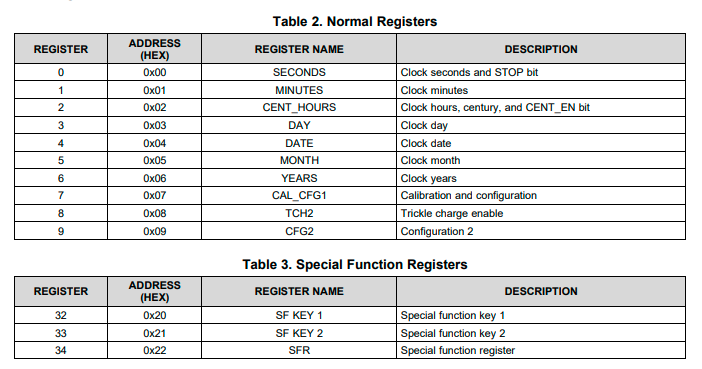 Table 2. Normal Registers
REGISTER ADDRESS (HEX) REGISTER NAME DESCRIPTION
0 0x00 SECONDS Clock seconds and STOP bit
1 0x01 MINUTES Clock minutes
2 0x02 CENT_HOURS Clock hours, century, and CENT_EN bit
3 0x03 DAY Clock day
4 0x04 DATE Clock date
5 0x05 MONTH Clock month
6 0x06 YEARS Clock years
7 0x07 CAL_CFG1 Calibration and configuration
8 0x08 TCH2 Trickle charge enable
9 0x09 CFG2 Configuration 2
Table 3. Special Function Registers
REGISTER ADDRESS (HEX) REGISTER NAME DESCRIPTION
32 0x20 SF KEY 1 Special function key 1
33 0x21 SF KEY 2 Special function key 2
34 0x22 SFR Special function register